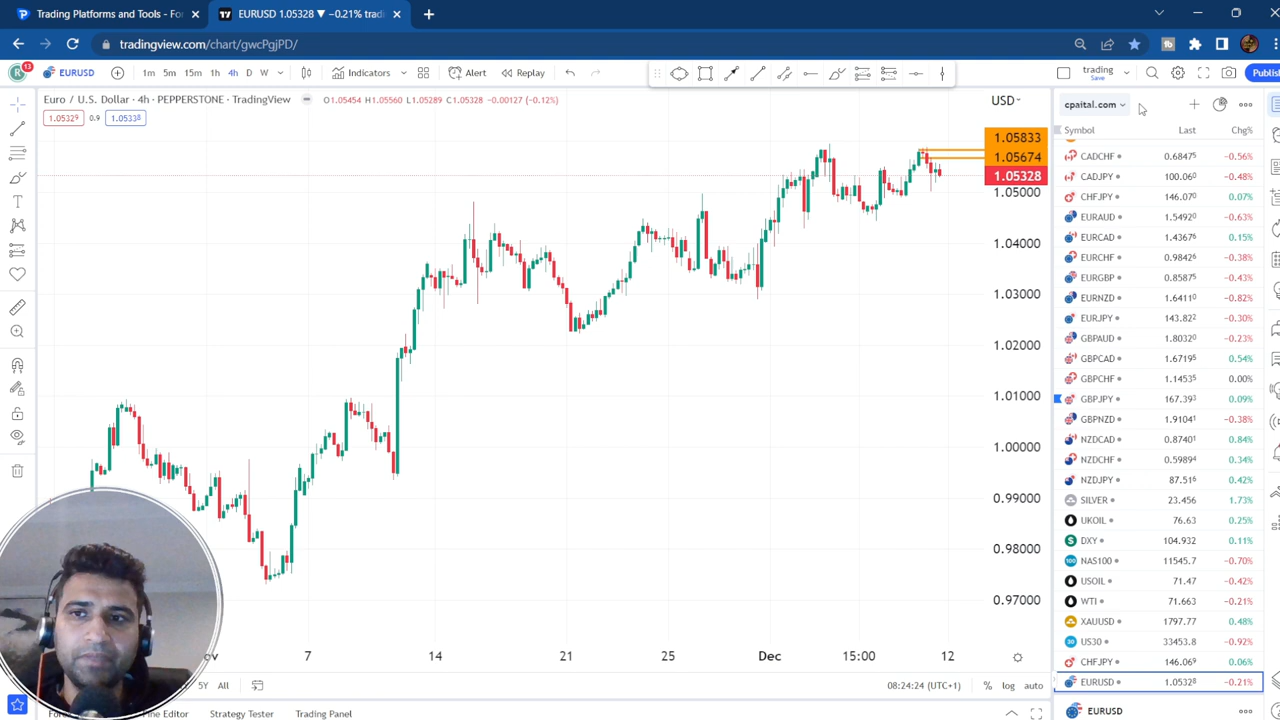 Trading Platforms and Tools - Fo
EURUSD 1.05328 ▼ −0.21% tradi
tradingview.com/chart/gwcPgjPD/
13
R
EURUSD
1m 5m 15m 1h 4h D W
Indicators
Alert
Replay
trading
Save
Publis
Euro / U.S. Dollar · 4h · PEPPERSTONE · TradingView
O1.05454 H1.05560 L1.05289 C1.05328 −0.00127 (−0.12%)
1.05329 0.9 1.05338
USD
1.05833
1.05674
1.05328
1.05000
1.04000
1.03000
1.02000
1.01000
1.00000
0.99000
0.98000
0.97000
ov 7 14 21 25 Dec 15:00 12
5Y All
08:24:24 (UTC+1)
% log auto
Pine Editor Strategy Tester Trading Panel
cpaital.com
Symbol Last Chg%
CADCHF 0.68475 −0.56%
CADJPY 100.060 −0.48%
CHFJPY 146.070 0.07%
EURAUD 1.54920 −0.63%
EURCAD 1.43676 0.15%
EURCHF 0.98426 −0.38%
EURGBP 0.85875 −0.43%
EURNZD 1.64110 −0.82%
EURJPY 143.822 −0.30%
GBPAUD 1.80320 −0.23%
GBPCAD 1.67195 0.54%
GBPCHF 1.14535 0.00%
GBPJPY 167.393 0.09%
GBPNZD 1.91041 −0.38%
NZDCAD 0.87401 0.84%
NZDCHF 0.59894 0.34%
NZDJPY 87.516 0.42%
SILVER 23.456 1.73%
UKOIL 76.63 0.25%
DXY 104.932 0.11%
NAS100 11545.7 −0.70%
USOIL 71.47 −0.42%
WTI 71.663 −0.21%
XAUUSD 1797.77 0.48%
US30 33453.8 −0.92%
CHFJPY 146.069 0.06%
EURUSD 1.05328 −0.21%
EURUSD